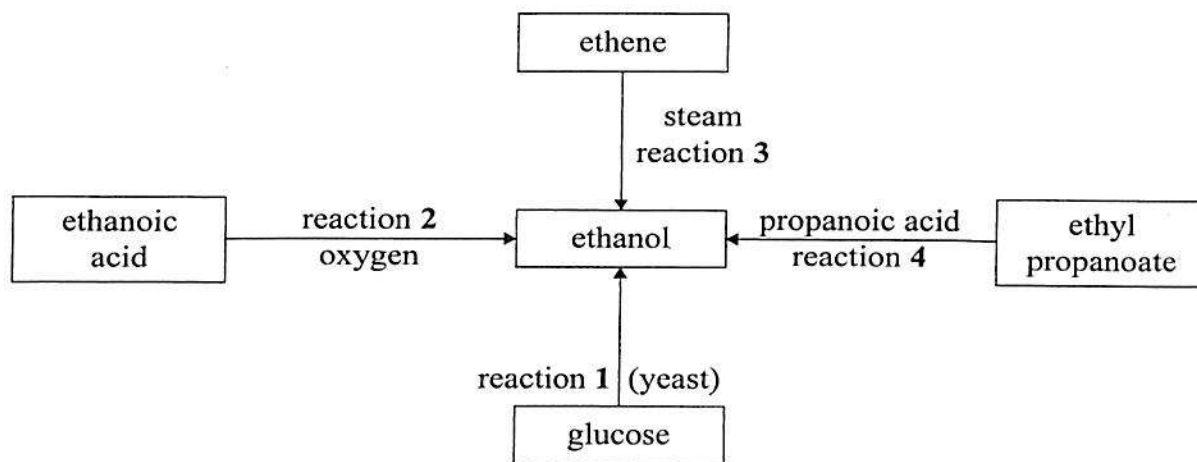 ethene
steam
reaction 3
ethanoic
acid
reaction 2
oxygen
ethanol
propanoic acid
reaction 4
ethyl
propanoate
reaction 1 (yeast)
glucose